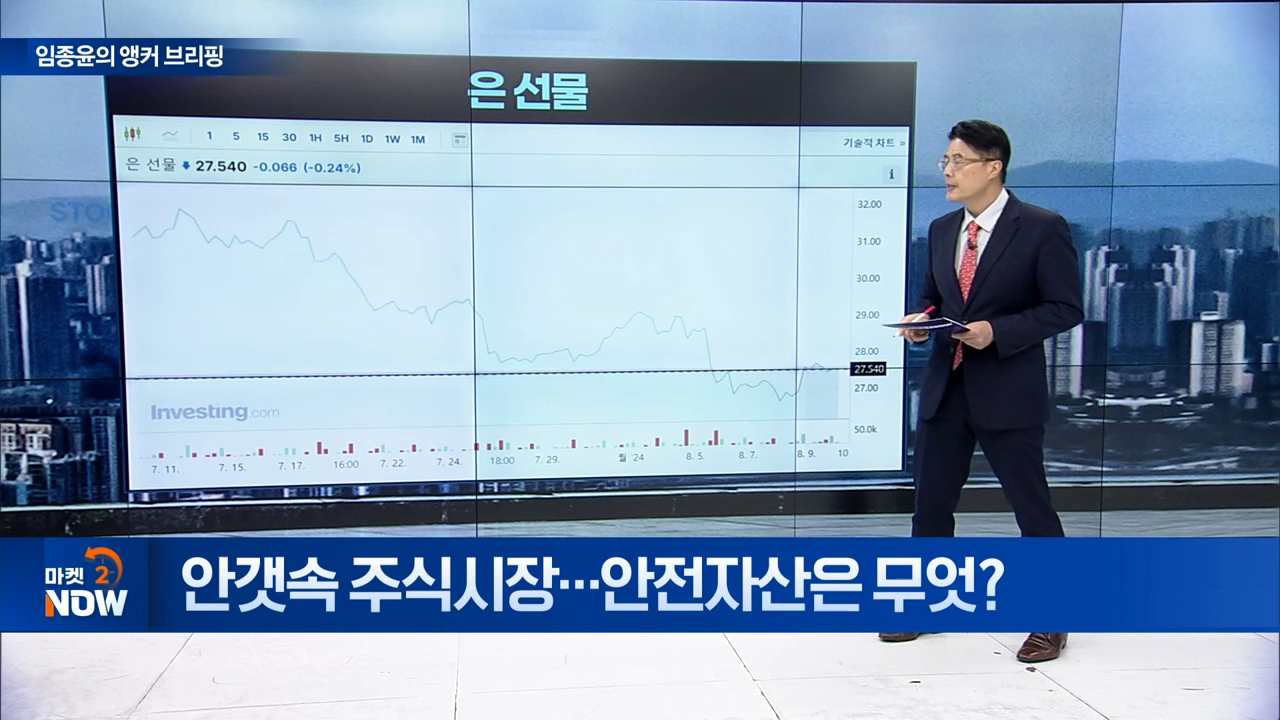 임종윤의 앵커 브리핑
은 선물
1 5 15 30 1H 5H 1D 1W 1M
기술적 차트 »
은 선물 27.540 -0.066 (-0.24%)
STO
32.00
31.00
30.00
29.00
28.00
27.540
27.00
Investing.com
50.0k
7. 11. 7. 15. 7. 17. 16:00 7. 22. 7. 24. 18:00 7. 29. 월 '24 8. 5. 8. 7. 8. 9. 10
마켓 2
NOW
안갯속 주식시장…안전자산은 무엇?